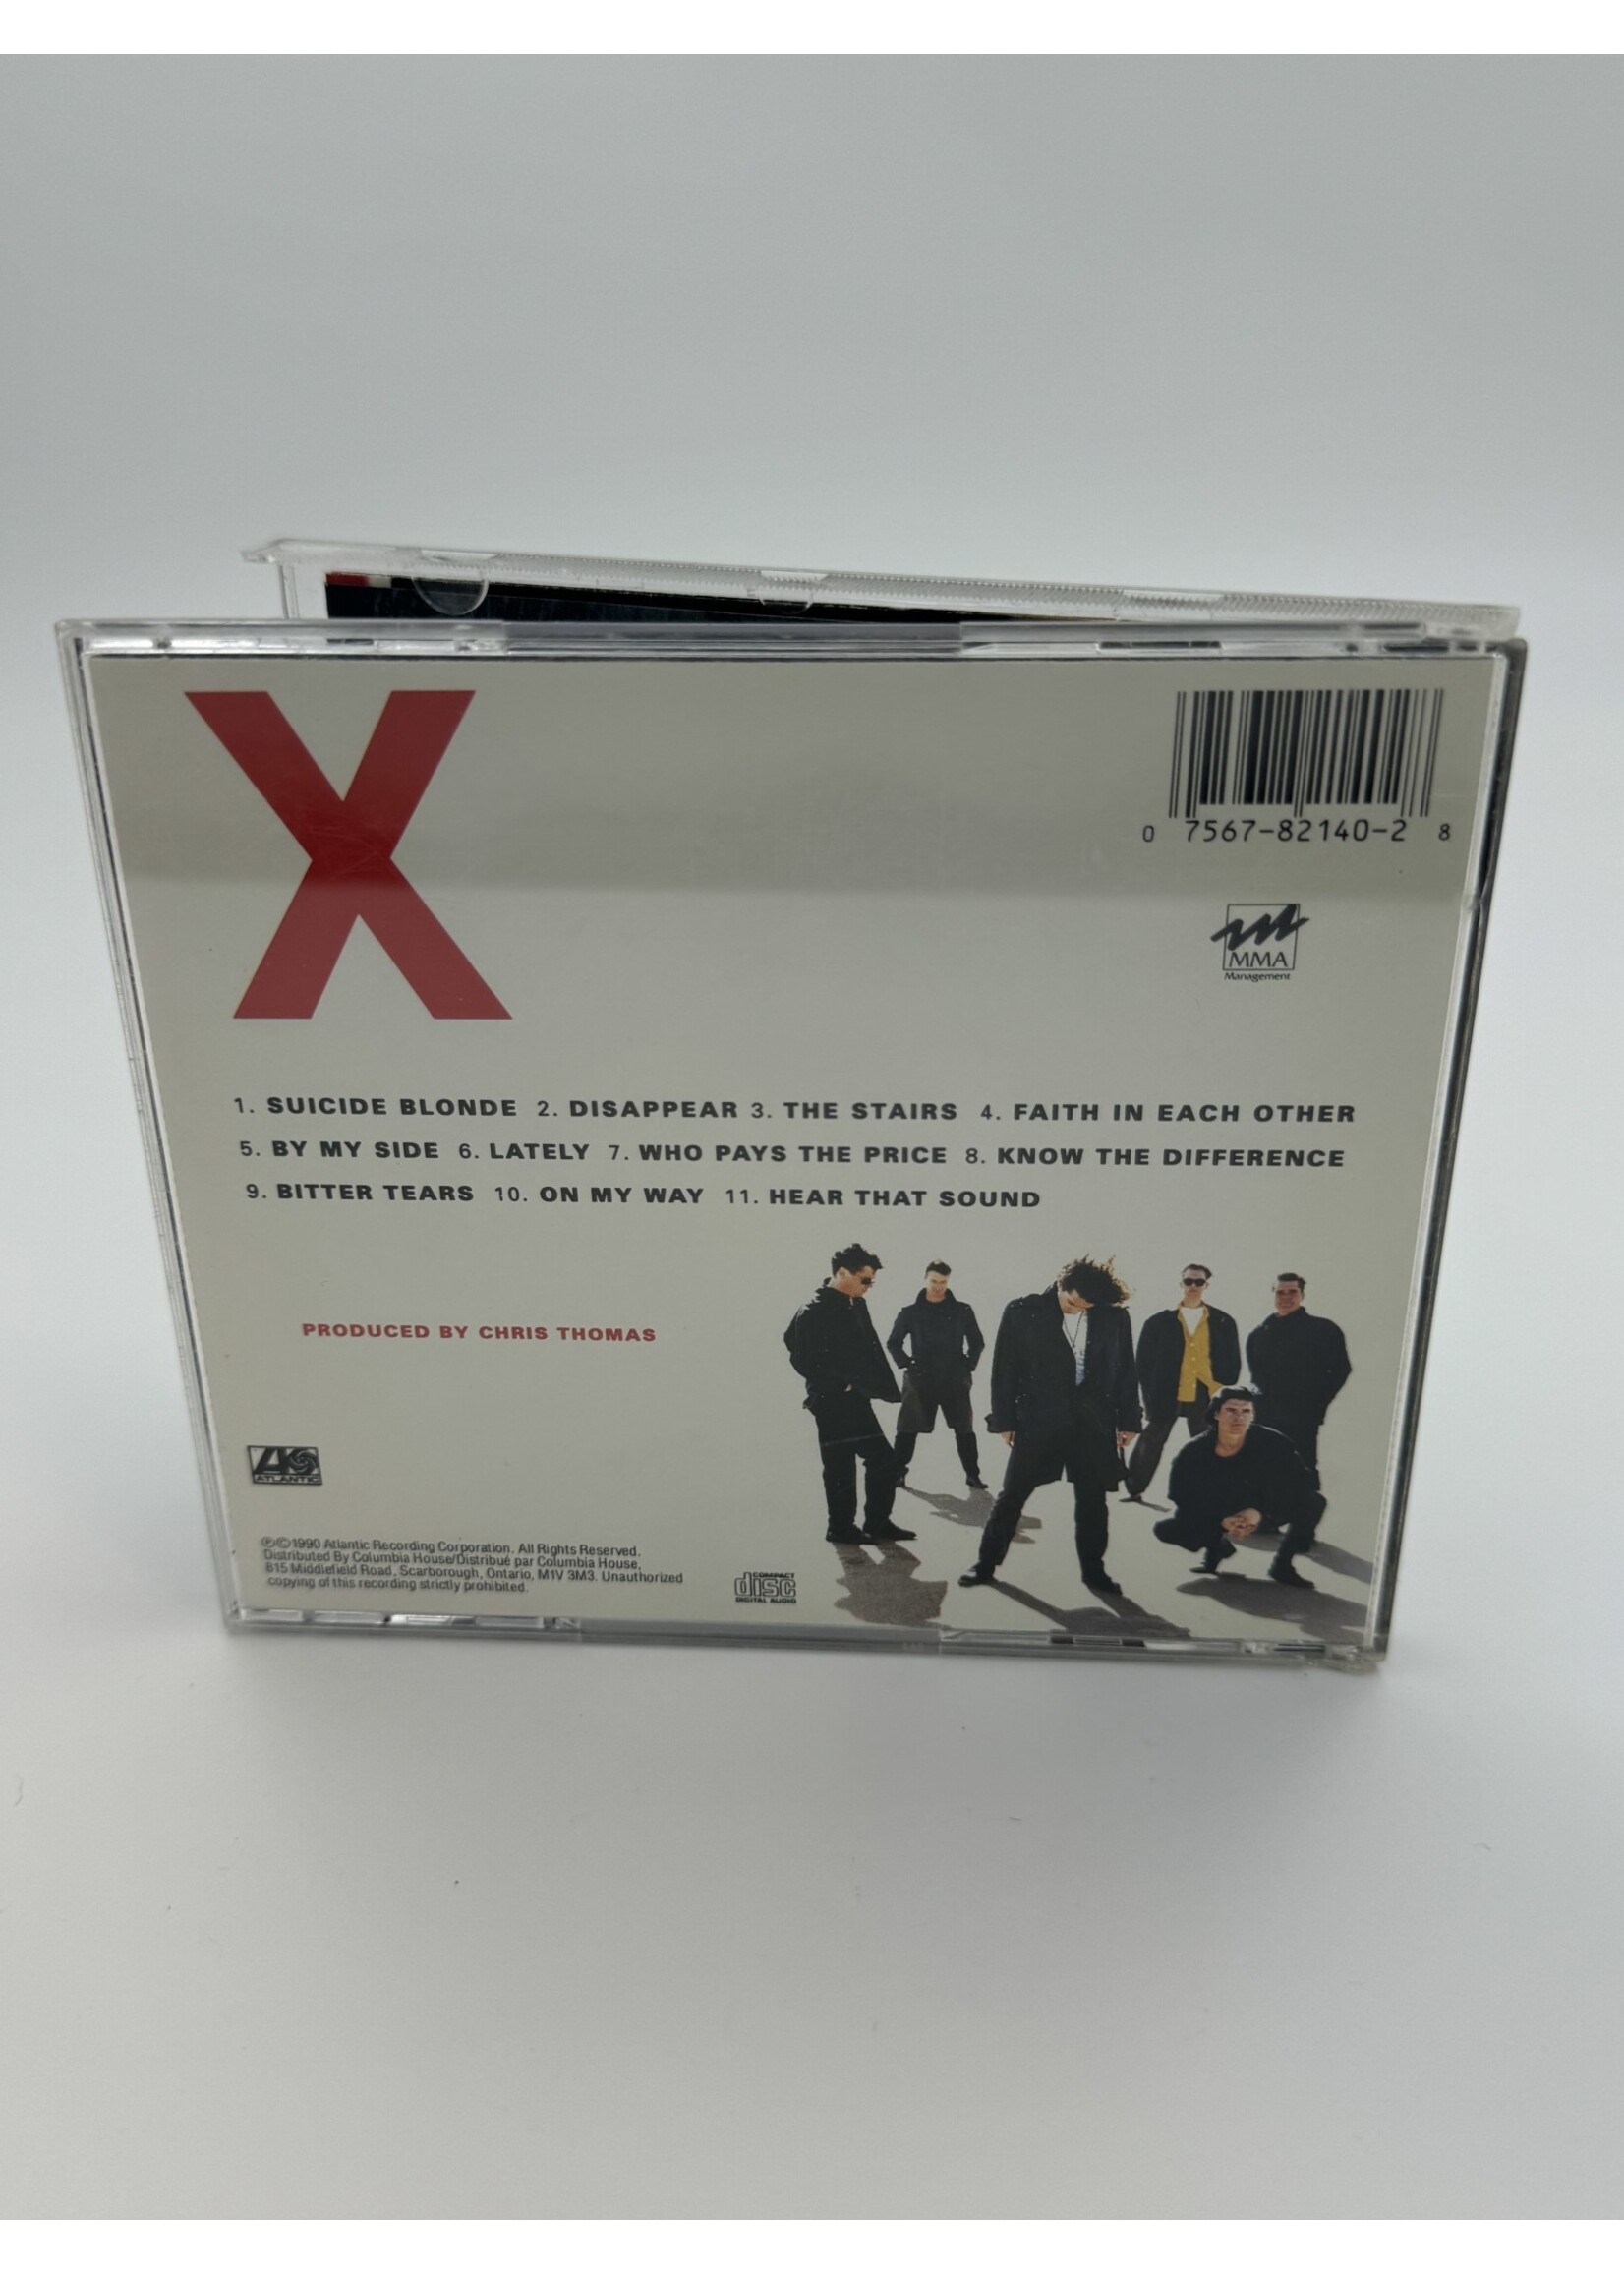 X
0 7567-82140-2 8
MMA
Management
1. SUICIDE BLONDE 2. DISAPPEAR 3. THE STAIRS 4. FAITH IN EACH OTHER
5. BY MY SIDE 6. LATELY 7. WHO PAYS THE PRICE 8. KNOW THE DIFFERENCE
9. BITTER TEARS 10. ON MY WAY 11. HEAR THAT SOUND
PRODUCED BY CHRIS THOMAS
ATLANTIC
℗©1990 Atlantic Recording Corporation. All Rights Reserved.
Distributed By Columbia House/Distribué par Columbia House,
815 Middlefield Road, Scarborough, Ontario, M1V 3M3. Unauthorized
copying of this recording strictly prohibited.
COMPACT
disc
DIGITAL AUDIO